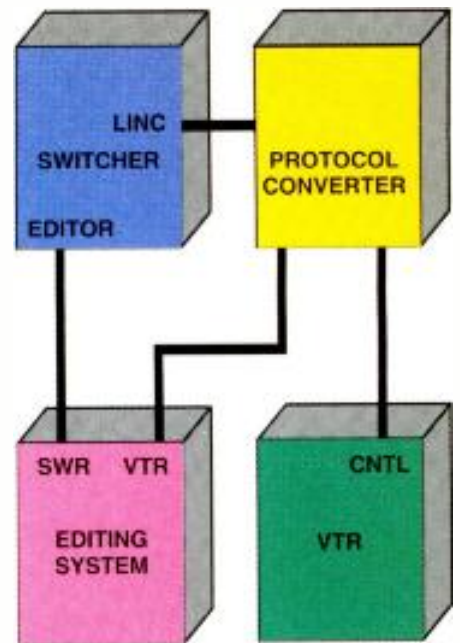 LINC
SWITCHER
EDITOR
PROTOCOL
CONVERTER
SWR VTR
EDITING
SYSTEM
CNTL
VTR